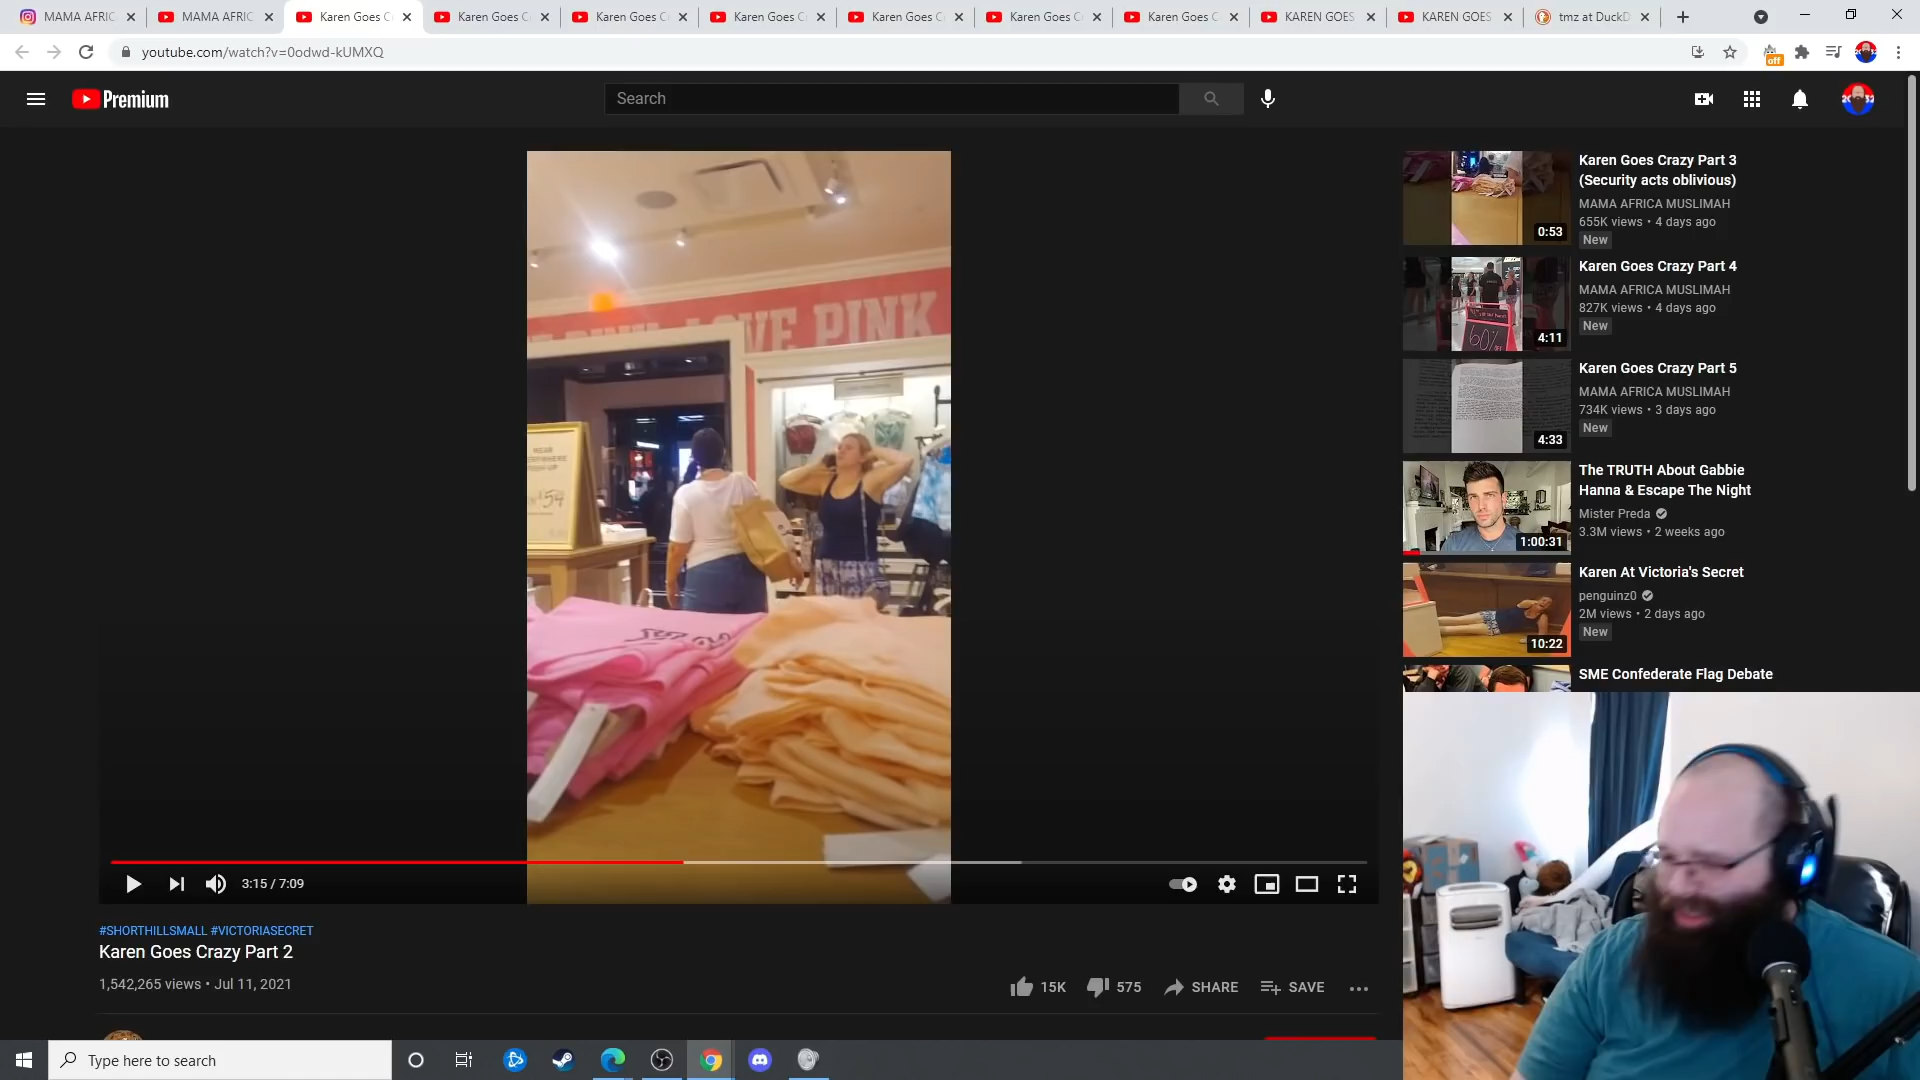 MAMA AFRIC
MAMA AFRIC
Karen Goes C
Karen Goes C
Karen Goes C
Karen Goes C
Karen Goes C
Karen Goes C
Karen Goes C
KAREN GOES
KAREN GOES
tmz at DuckD
youtube.com/watch?v=0odwd-kUMXQ
off
Premium
Search
LOVE PINK
60%
Karen Goes Crazy Part 3
(Security acts oblivious)
MAMA AFRICA MUSLIMAH
655K views • 4 days ago
New
0:53
Karen Goes Crazy Part 4
MAMA AFRICA MUSLIMAH
827K views • 4 days ago
New
4:11
Karen Goes Crazy Part 5
MAMA AFRICA MUSLIMAH
734K views • 3 days ago
New
4:33
The TRUTH About Gabbie
Hanna & Escape The Night
Mister Preda
3.3M views • 2 weeks ago
1:00:31
Karen At Victoria's Secret
penguinz0
2M views • 2 days ago
New
10:22
SME Confederate Flag Debate
3:15 / 7:09
#SHORTHILLSMALL #VICTORIASECRET
Karen Goes Crazy Part 2
1,542,265 views • Jul 11, 2021
15K
575
SHARE
SAVE
Type here to search